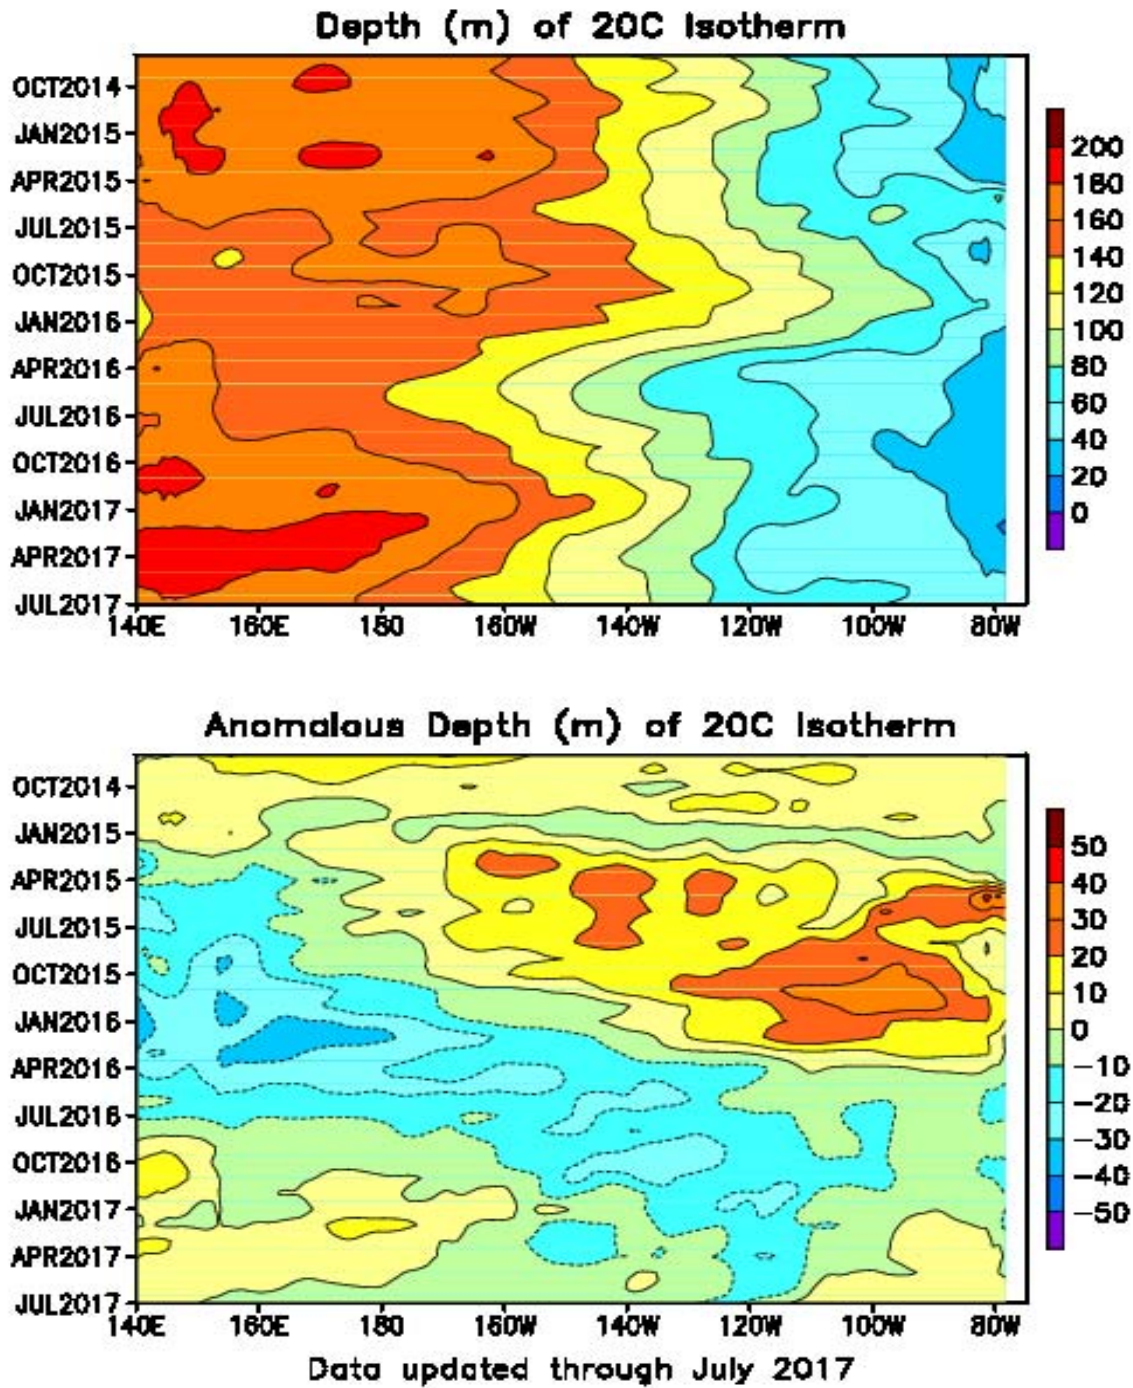 Depth (m) of 20C Isotherm
OCT2014
JAN2015
APR2015
JUL2015
OCT2015
JAN2016
APR2016
JUL2016
OCT2016
JAN2017
APR2017
JUL2017
140E 160E 180 160W 140W 120W 100W 80W
200
180
160
140
120
100
80
60
40
20
0
Anomalous Depth (m) of 20C Isotherm
OCT2014
JAN2015
APR2015
JUL2015
OCT2015
JAN2016
APR2016
JUL2016
OCT2016
JAN2017
APR2017
JUL2017
140E 160E 180 160W 140W 120W 100W 80W
50
40
30
20
10
0
-10
-20
-30
-40
-50
Data updated through July 2017